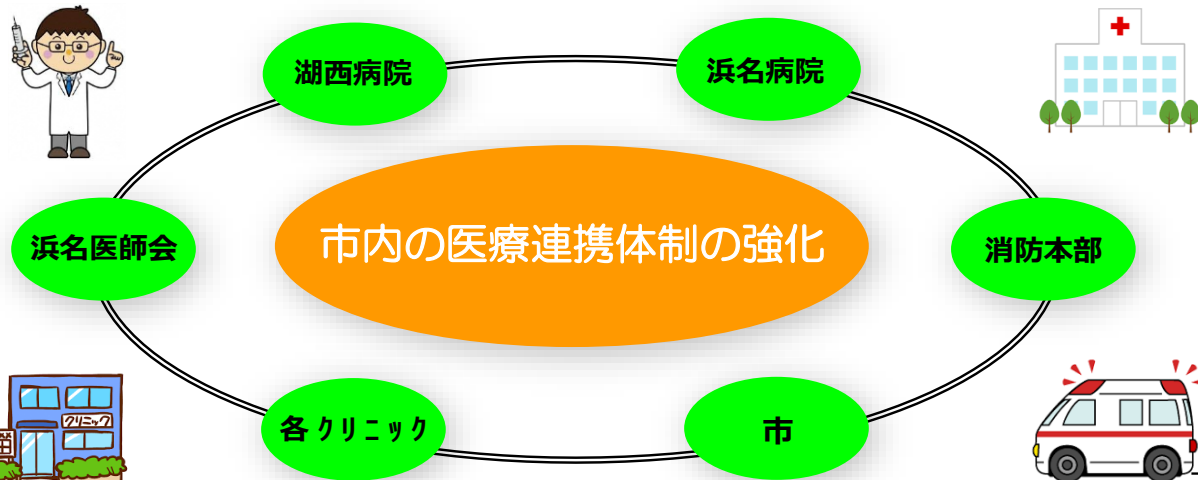 湖西病院
浜名病院
浜名医師会
市内の医療連携体制の強化
消防本部
各クリニック
市
クリニック